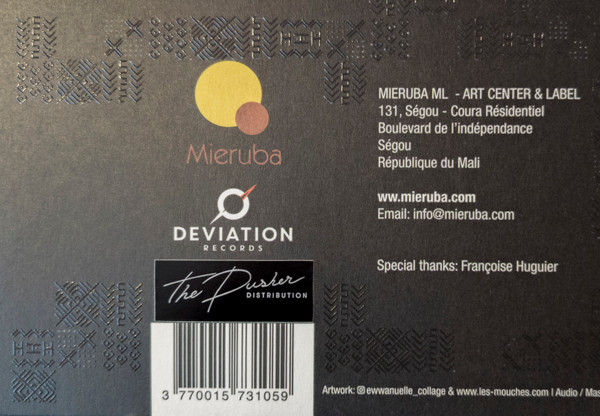 MIERUBA ML - ART CENTER & LABEL
131, Ségou - Coura Résidentiel
Boulevard de l'indépendance
Ségou
République du Mali
ww.mieruba.com
Email: info@mieruba.com
Special thanks: Françoise Huguier
Mieruba
DEVIATION
RECORDS
The Pusher
DISTRIBUTION
3 770015 731059
Artwork: @ewwanuelle_collage & www.les-mouches.com | Audio / Mas